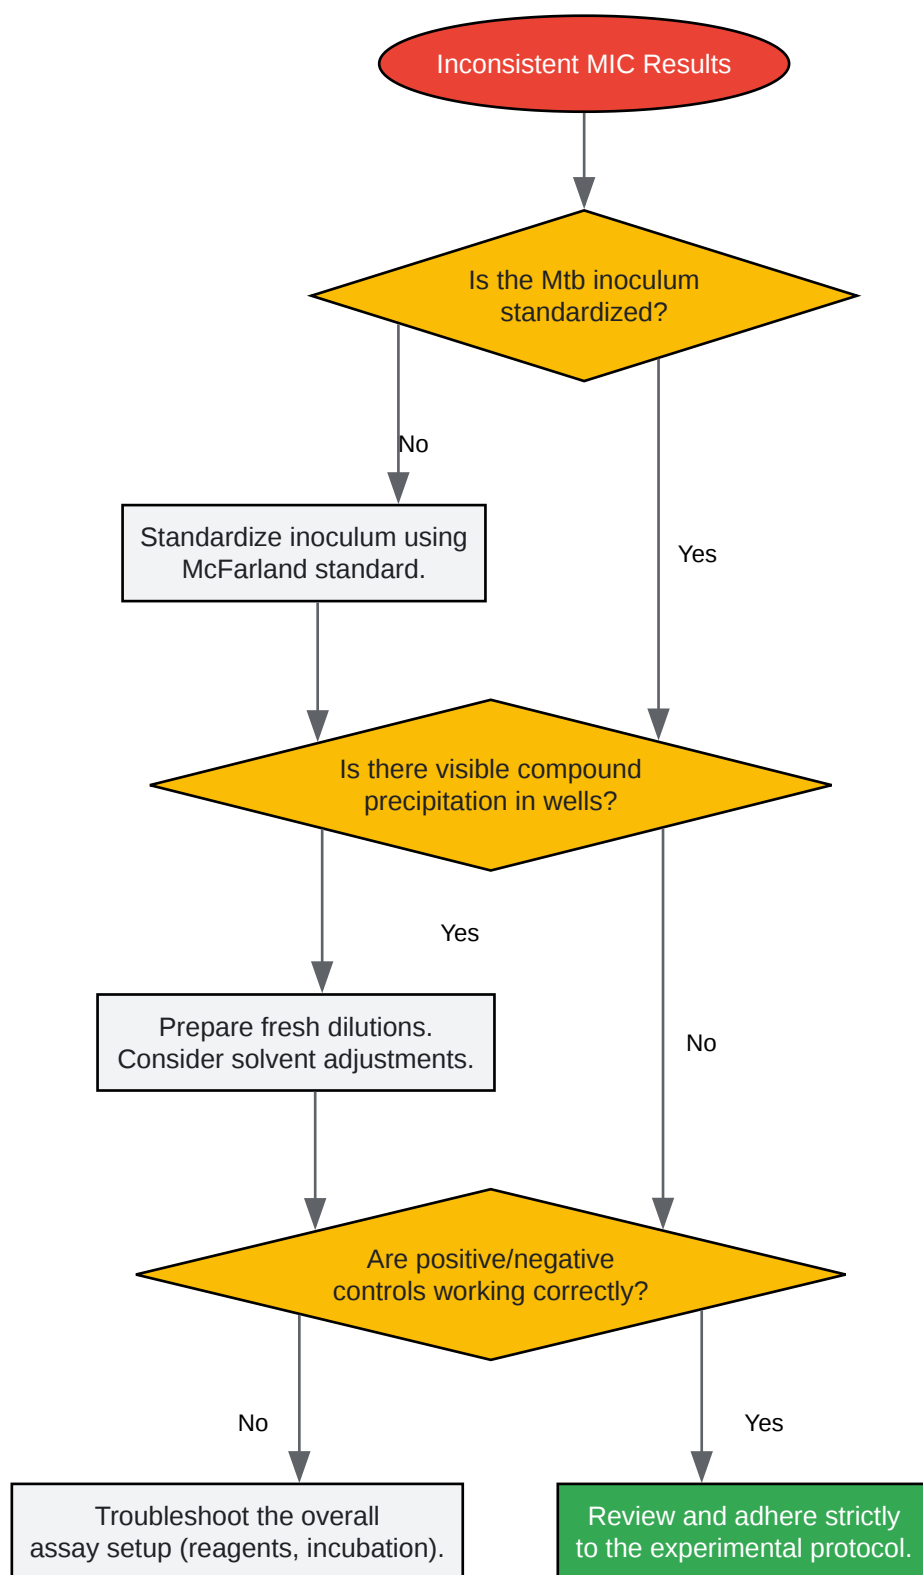 Inconsistent MIC Results
Is the Mtb inoculum
standardized?
No
Standardize inoculum using
McFarland standard.
Yes
Is there visible compound
precipitation in wells?
Yes
Prepare fresh dilutions.
Consider solvent adjustments.
No
Are positive/negative
controls working correctly?
No
Yes
Troubleshoot the overall
assay setup (reagents, incubation).
Review and adhere strictly
to the experimental protocol.